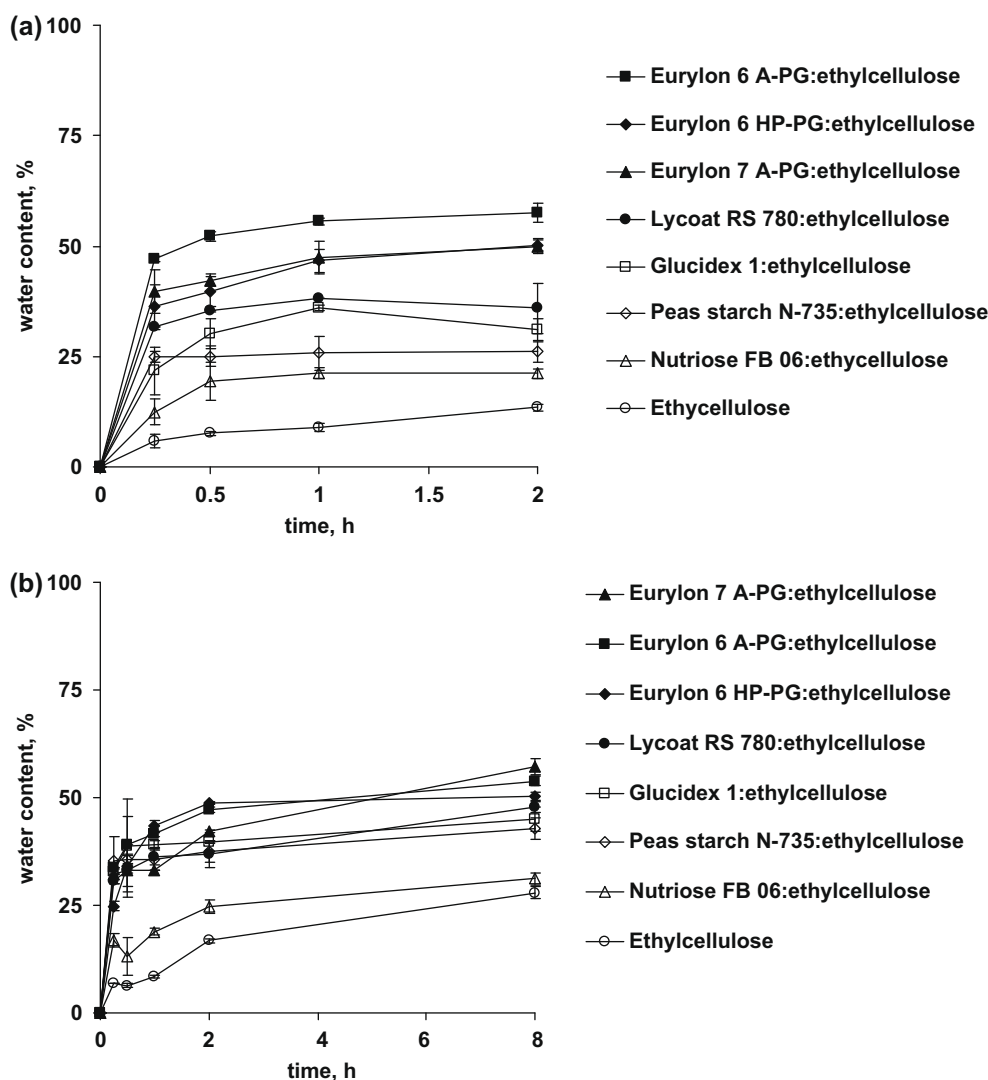 (a)
100
75
50
25
0
water content, %
0 0.5 1 1.5 2
time, h
Eurylon 6 A-PG:ethylcellulose
Eurylon 6 HP-PG:ethylcellulose
Eurylon 7 A-PG:ethylcellulose
Lycoat RS 780:ethylcellulose
Glucidex 1:ethylcellulose
Peas starch N-735:ethylcellulose
Nutriose FB 06:ethycellulose
Ethycellulose
(b)
100
75
50
25
0
water content, %
0 2 4 6 8
time, h
Eurylon 7 A-PG:ethylcellulose
Eurylon 6 A-PG:ethylcellulose
Eurylon 6 HP-PG:ethylcellulose
Lycoat RS 780:ethylcellulose
Glucidex 1:ethylcellulose
Peas starch N-735:ethylcellulose
Nutriose FB 06:ethylcellulose
Ethylcellulose